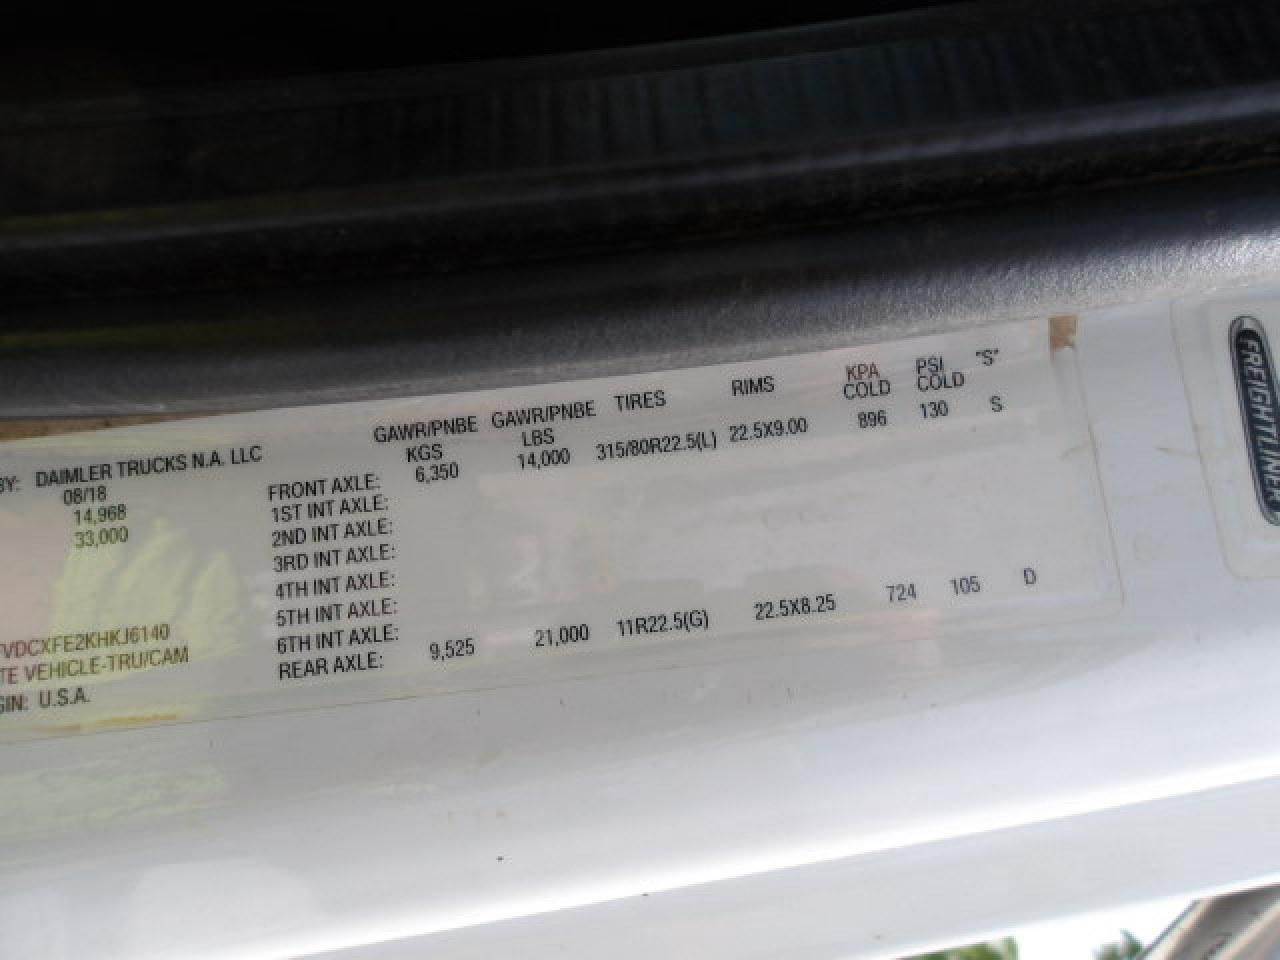 GAWR/PNBE GAWR/PNBE TIRES RIMS KPA PSI "S"
KGS LBS COLD COLD
BY: DAIMLER TRUCKS N.A. LLC
08/18
14,968
33,000
FRONT AXLE: 6,350 14,000 315/80R22.5(L) 22.5X9.00 896 130 S
1ST INT AXLE:
2ND INT AXLE:
3RD INT AXLE:
4TH INT AXLE:
5TH INT AXLE:
6TH INT AXLE:
REAR AXLE: 9,525 21,000 11R22.5(G) 22.5X8.25 724 105 D
FVDCXFE2KHKJ6140
TE VEHICLE-TRU/CAM
GIN: U.S.A.
FREIGHTLINER